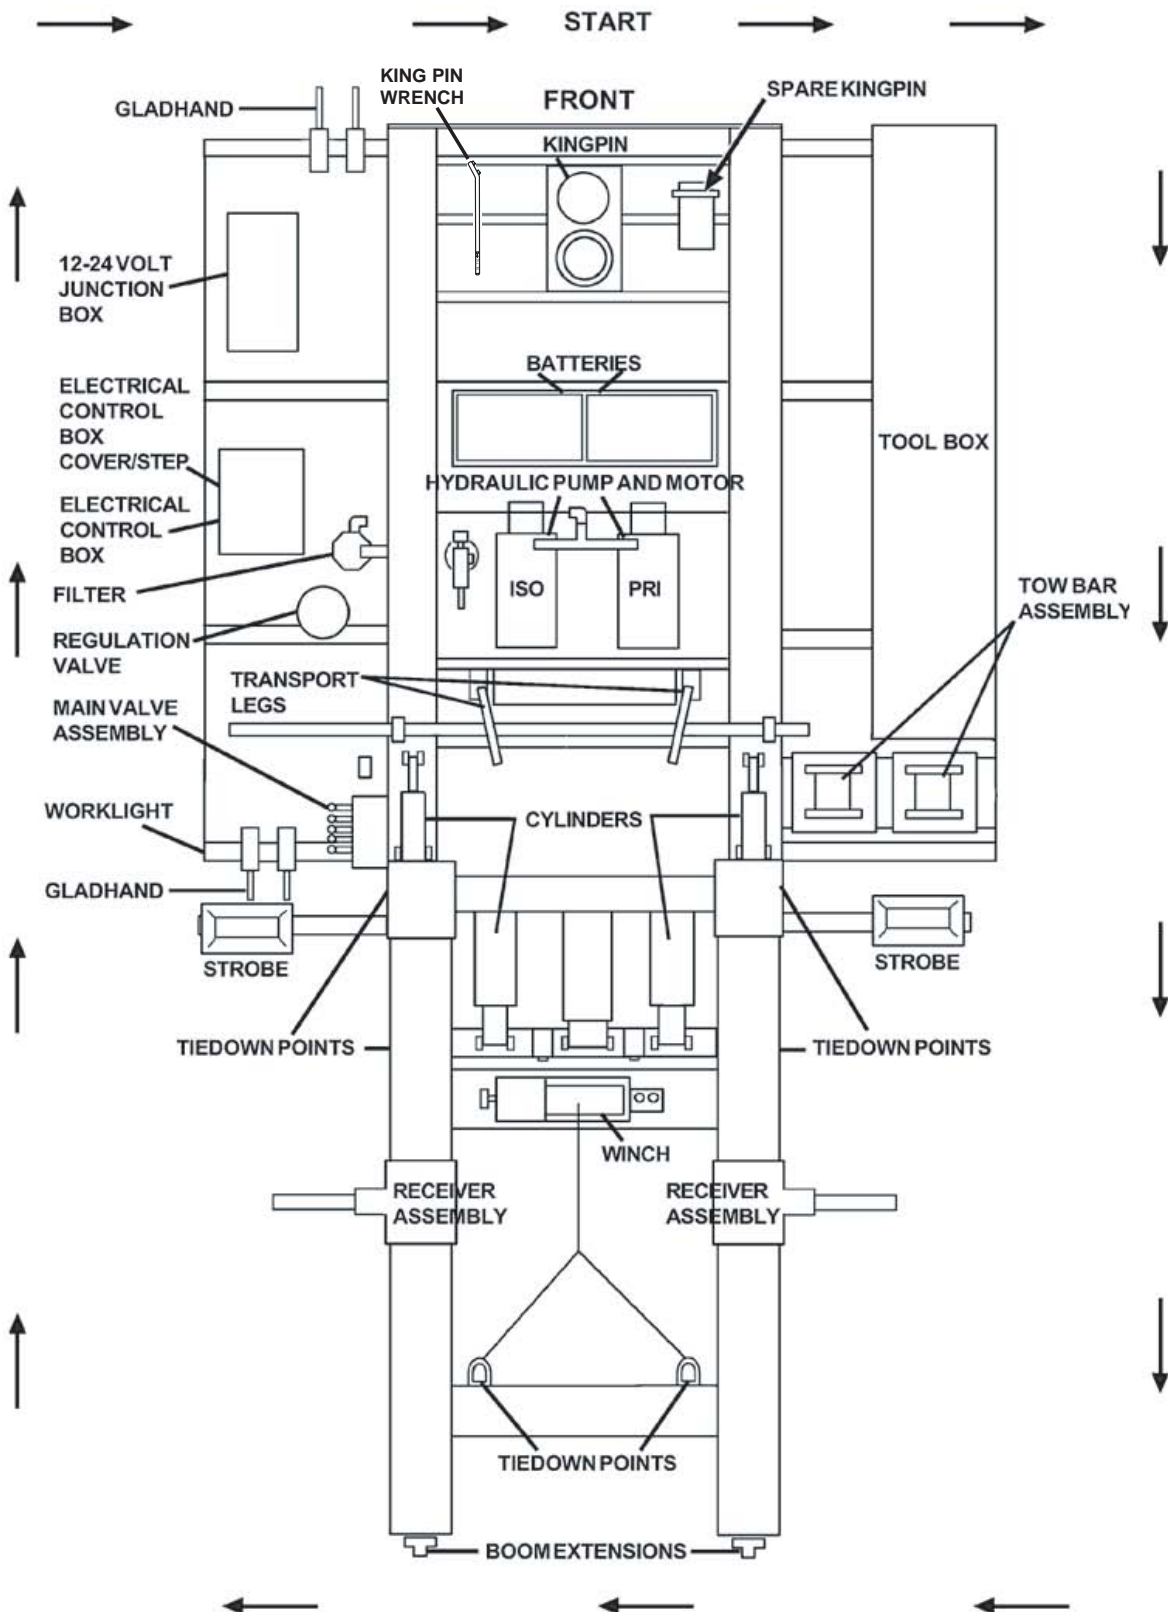 START
KING PIN
WRENCH
GLADHAND
FRONT
SPARE KINGPIN
KINGPIN
12-24 VOLT
JUNCTION
BOX
BATTERIES
ELECTRICAL
CONTROL
BOX
COVER/STEP
TOOL BOX
HYDRAULIC PUMP AND MOTOR
ELECTRICAL
CONTROL
BOX
ISO
PRI
FILTER
TOW BAR
ASSEMBLY
REGULATION
VALVE
TRANSPORT
LEGS
MAIN VALVE
ASSEMBLY
WORKLIGHT
CYLINDERS
GLADHAND
STROBE
STROBE
TIEDOWN POINTS
TIEDOWN POINTS
WINCH
RECEIVER
ASSEMBLY
RECEIVER
ASSEMBLY
TIEDOWN POINTS
BOOM EXTENSIONS